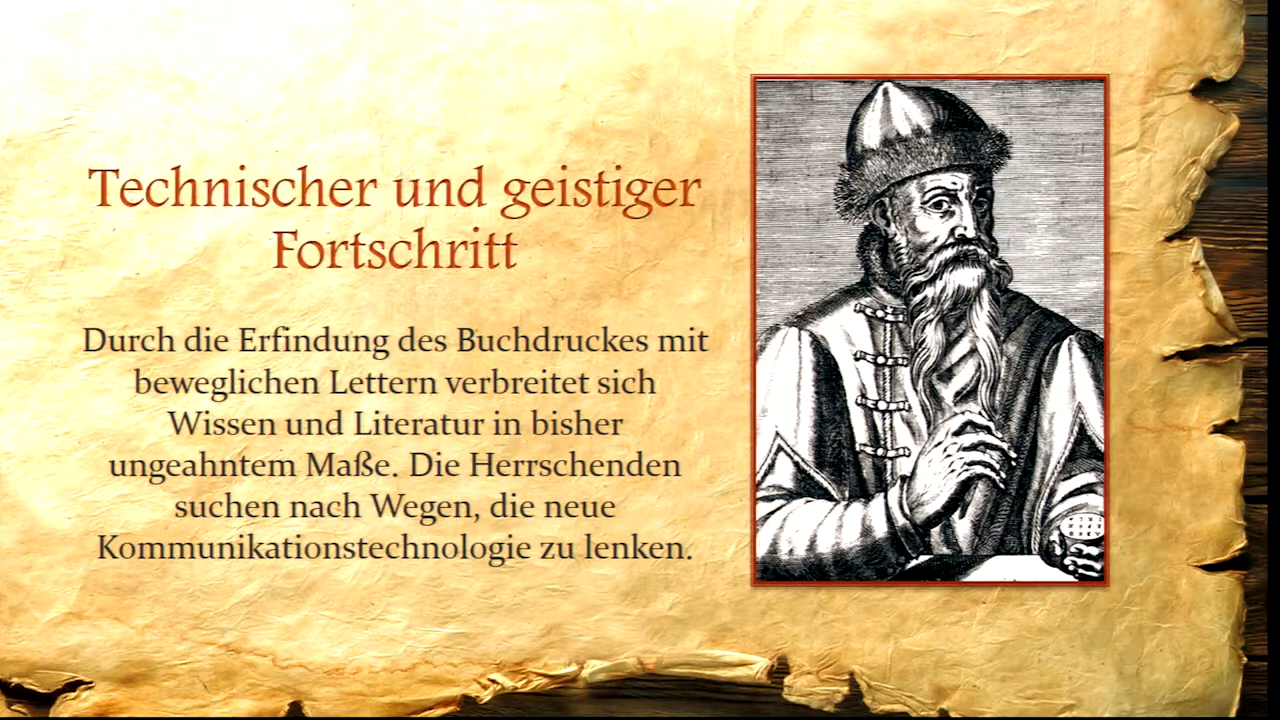 Technischer und geistiger
Fortschritt
Durch die Erfindung des Buchdruckes mit
beweglichen Lettern verbreitet sich
Wissen und Literatur in bisher
ungeahntem Maße. Die Herrschenden
suchen nach Wegen, die neue
Kommunikationstechnologie zu lenken.